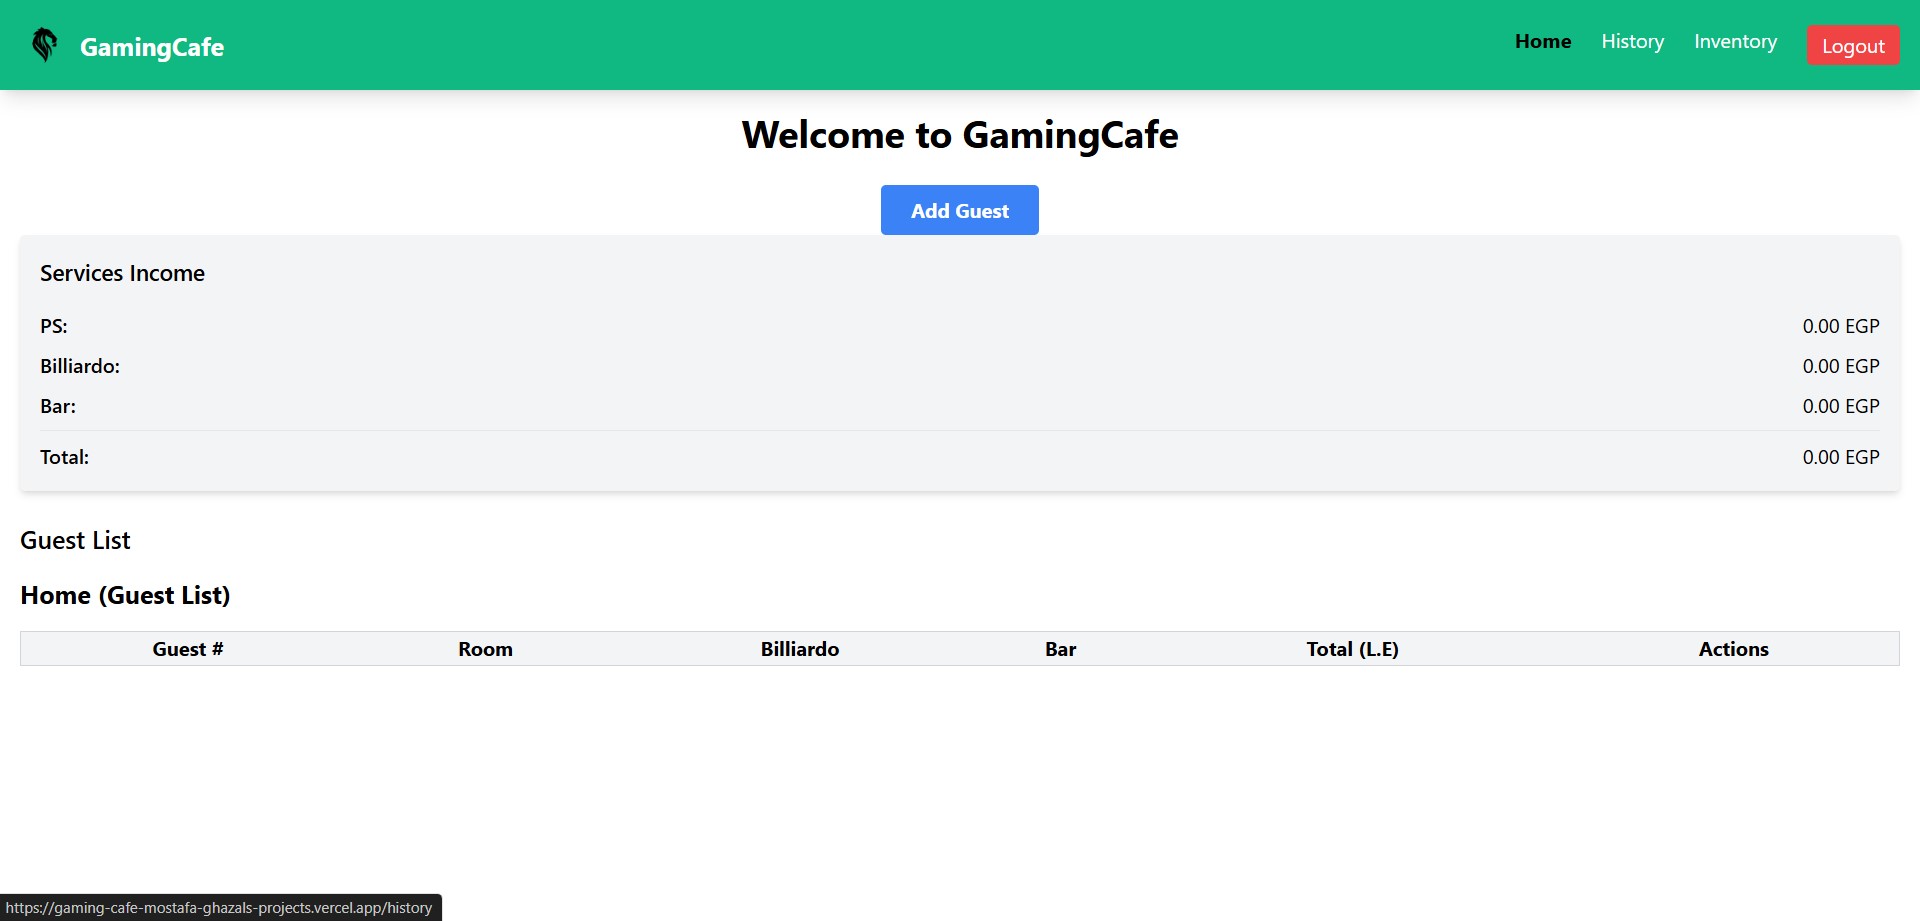 GamingCafe
Home History Inventory Logout
Welcome to GamingCafe
Add Guest
Services Income
PS: 0.00 EGP
Billiardo: 0.00 EGP
Bar: 0.00 EGP
Total: 0.00 EGP
Guest List
Home (Guest List)
Guest # Room Billiardo Bar Total (L.E) Actions
https://gaming-cafe-mostafa-ghazals-projects.vercel.app/history